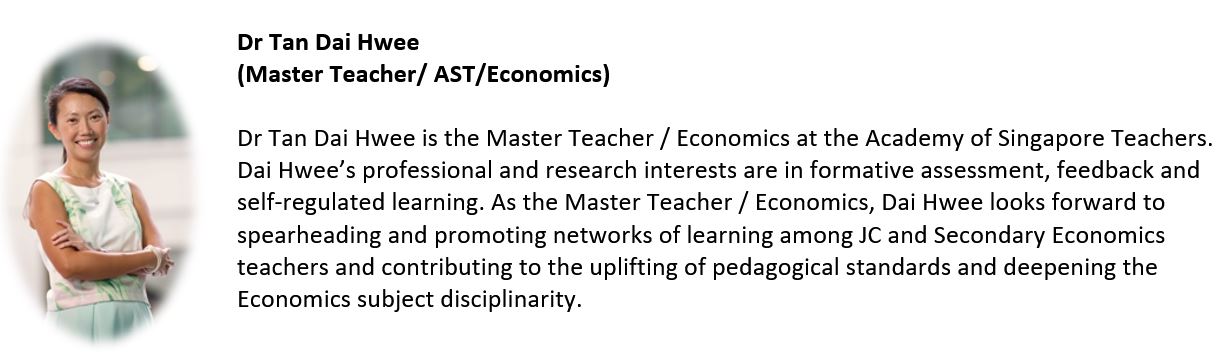 Dr Tan Dai Hwee
(Master Teacher/ AST/Economics)
Dr Tan Dai Hwee is the Master Teacher / Economics at the Academy of Singapore Teachers.
Dai Hwee’s professional and research interests are in formative assessment, feedback and
self-regulated learning. As the Master Teacher / Economics, Dai Hwee looks forward to
spearheading and promoting networks of learning among JC and Secondary Economics
teachers and contributing to the uplifting of pedagogical standards and deepening the
Economics subject disciplinarity.